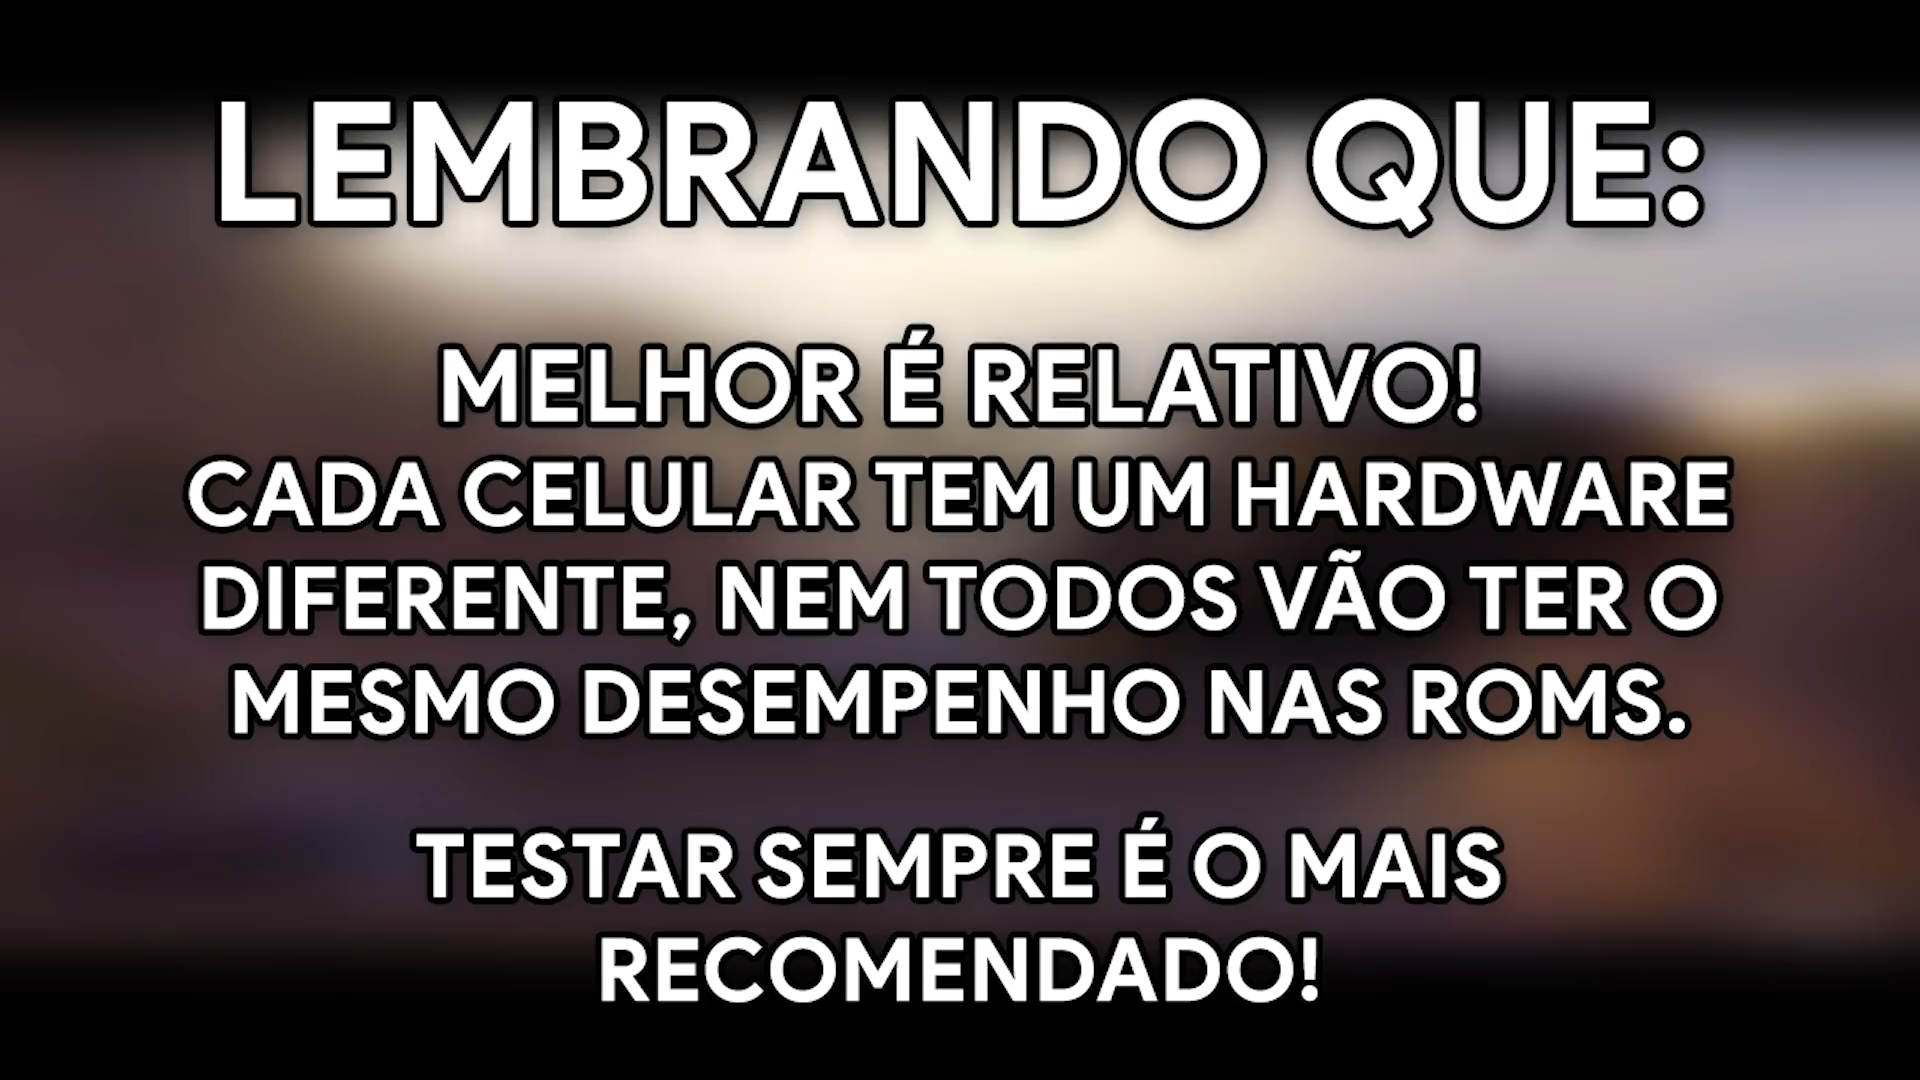 LEMBRANDO QUE:
MELHOR É RELATIVO!
CADA CELULAR TEM UM HARDWARE
DIFERENTE, NEM TODOS VÃO TER O
MESMO DESEMPENHO NAS ROMS.
TESTAR SEMPRE É O MAIS
RECOMENDADO!